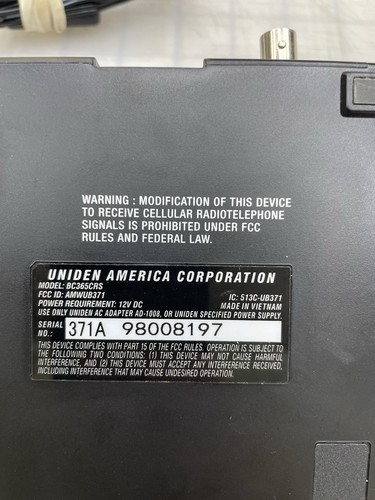 WARNING : MODIFICATION OF THIS DEVICE
TO RECEIVE CELLULAR RADIOTELEPHONE
SIGNALS IS PROHIBITED UNDER FCC
RULES AND FEDERAL LAW.
UNIDEN AMERICA CORPORATION
MODEL: BC365CRS
FCC ID: AMWUB371 IC: 513C-UB371
POWER REQUIREMENT: 12V DC MADE IN VIETNAM
USE ONLY UNIDEN AC ADAPTER AD-1008, OR UNIDEN SPECIFIED POWER SUPPLY.
SERIAL NO.: 371A 98008197
THIS DEVICE COMPLIES WITH PART 15 OF THE FCC RULES. OPERATION IS SUBJECT TO
THE FOLLOWING TWO CONDITIONS: (1) THIS DEVICE MAY NOT CAUSE HARMFUL
INTERFERENCE, AND (2) THIS DEVICE MUST ACCEPT ANY INTERFERENCE RECEIVED,
INCLUDING INTERFERENCE THAT MAY CAUSE UNDESIRED OPERATION.